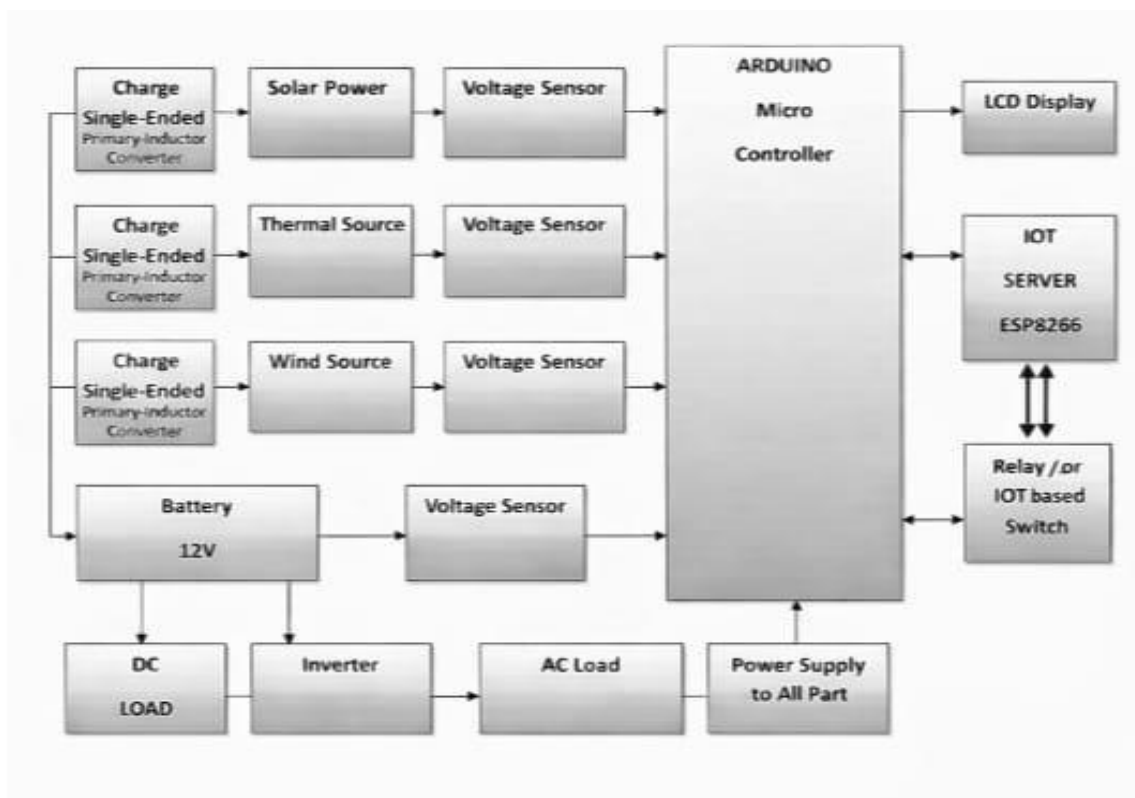 Charge
Single-Ended
Primary-Inductor
Converter
Solar Power
Voltage Sensor
ARDUINO
Micro
Controller
LCD Display
Charge
Single-Ended
Primary-Inductor
Converter
Thermal Source
Voltage Sensor
IOT
SERVER
ESP8266
Charge
Single-Ended
Primary-Inductor
Converter
Wind Source
Voltage Sensor
Relay /.or
IOT based
Switch
Battery
12V
Voltage Sensor
DC
LOAD
Inverter
AC Load
Power Supply
to All Part